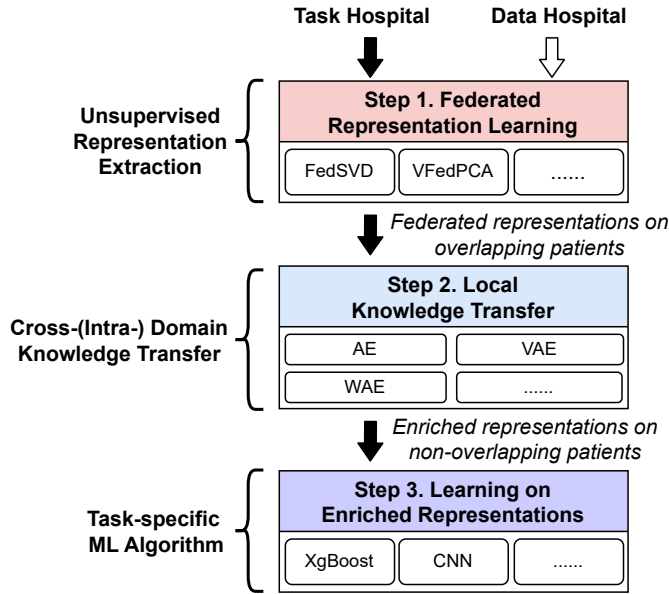 Task Hospital
Data Hospital
Unsupervised
Representation
Extraction
Step 1. Federated
Representation Learning
FedSVD
VFedPCA
......
Federated representations on
overlapping patients
Cross-(Intra-) Domain
Knowledge Transfer
Step 2. Local
Knowledge Transfer
AE
VAE
WAE
......
Enriched representations on
non-overlapping patients
Task-specific
ML Algorithm
Step 3. Learning on
Enriched Representations
XgBoost
CNN
......